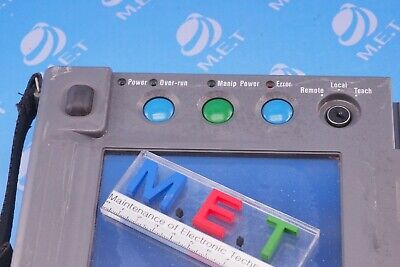 M.E.T
M.E.T
Power Over-run Manip Power Error
Local
Remote Teach
M.E.T
Maintenance of Electronic Techn